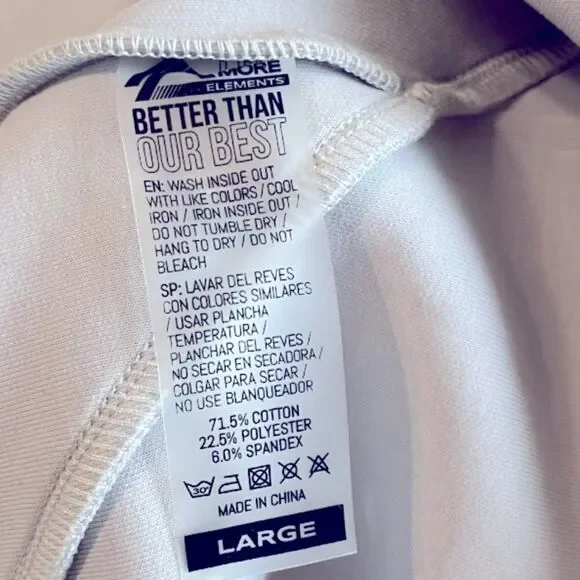 MORE
ELEMENTS
BETTER THAN
OUR BEST
EN: WASH INSIDE OUT
WITH LIKE COLORS / COOL
IRON / IRON INSIDE OUT /
DO NOT TUMBLE DRY /
HANG TO DRY / DO NOT
BLEACH
SP: LAVAR DEL REVES
CON COLORES SIMILARES
/ USAR PLANCHA
TEMPERATURA /
PLANCHAR DEL REVES /
NO SECAR EN SECADORA /
COLGAR PARA SECAR /
NO USE BLANQUEADOR
71.5% COTTON
22.5% POLYESTER
6.0% SPANDEX
30°
MADE IN CHINA
LARGE